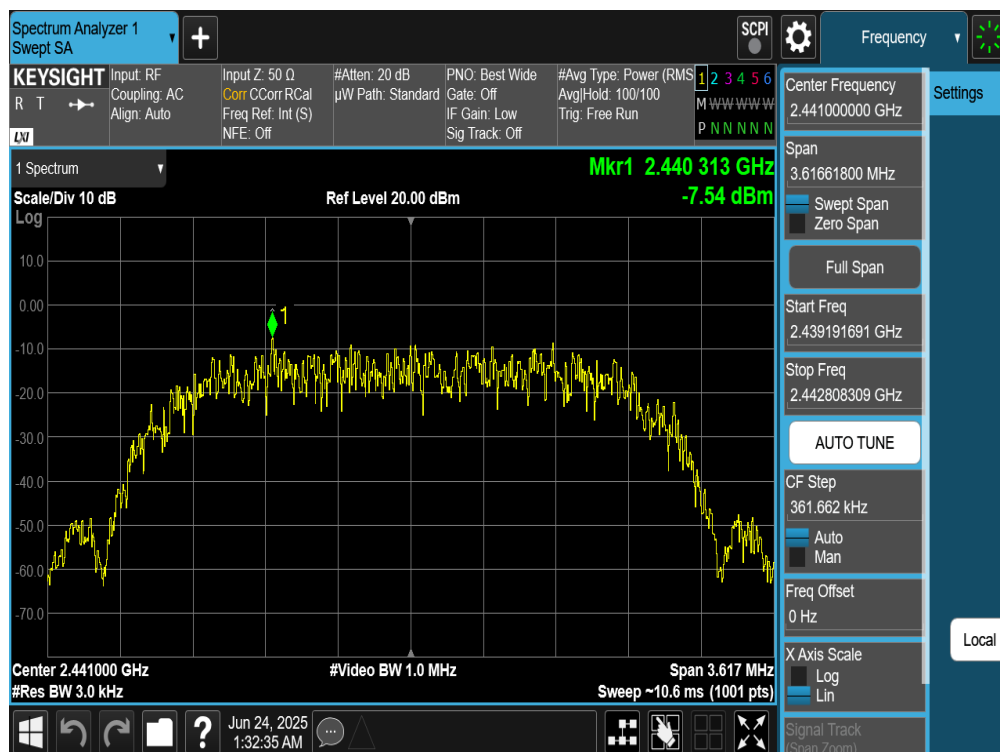 Spectrum Analyzer 1
Swept SA
+
SCPI
Frequency
KEYSIGHT
R T
LXI
Input: RF
Coupling: AC
Align: Auto
Input Z: 50 Ω
Corr CCorr RCal
Freq Ref: Int (S)
NFE: Off
#Atten: 20 dB
µW Path: Standard
PNO: Best Wide
Gate: Off
IF Gain: Low
Sig Track: Off
#Avg Type: Power (RMS
Avg|Hold: 100/100
Trig: Free Run
1 2 3 4 5 6
M W W W W W
P N N N N N
1 Spectrum
Mkr1 2.440 313 GHz
-7.54 dBm
Scale/Div 10 dB
Ref Level 20.00 dBm
Log
10.0
0.00
-10.0
-20.0
-30.0
-40.0
-50.0
-60.0
-70.0
1
Center 2.441000 GHz
#Video BW 1.0 MHz
Span 3.617 MHz
#Res BW 3.0 kHz
Sweep ~10.6 ms (1001 pts)
Jun 24, 2025
1:32:35 AM
?
Center Frequency
2.441000000 GHz
Span
3.61661800 MHz
Swept Span
Zero Span
Full Span
Start Freq
2.439191691 GHz
Stop Freq
2.442808309 GHz
AUTO TUNE
CF Step
361.662 kHz
Auto
Man
Freq Offset
0 Hz
X Axis Scale
Log
Lin
Signal Track
(Span Zoom)
Settings
Local